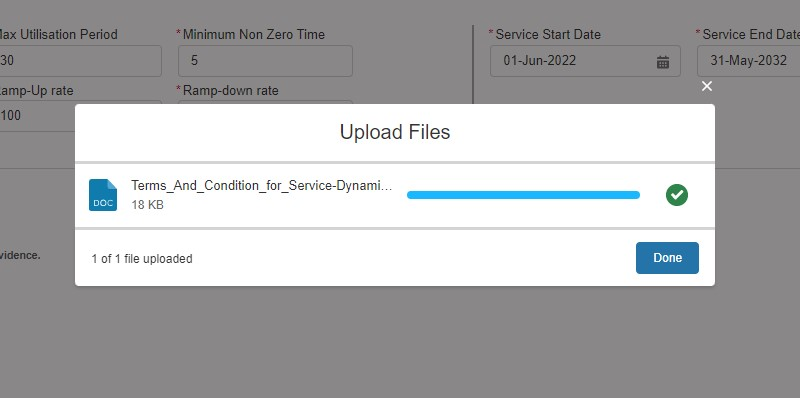 Max Utilisation Period
* Minimum Non Zero Time
* Service Start Date
* Service End Date
30
5
01-Jun-2022
31-May-2032
Ramp-Up rate
* Ramp-down rate
100
Upload Files
DOC
Terms_And_Condition_for_Service-Dynami...
18 KB
vidence.
1 of 1 file uploaded
Done